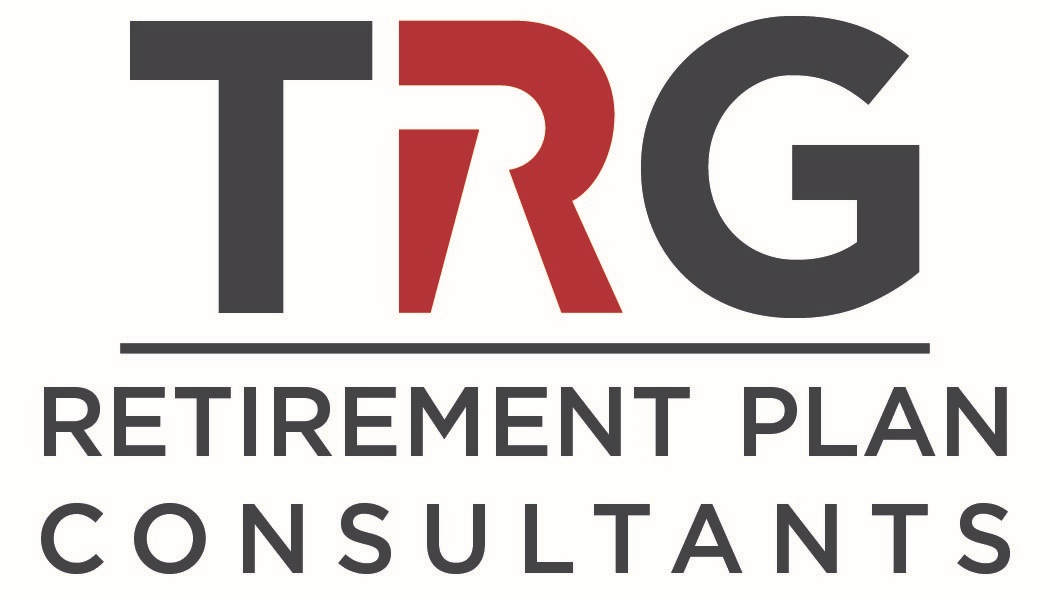 TRG
RETIREMENT PLAN
CONSULTANTS